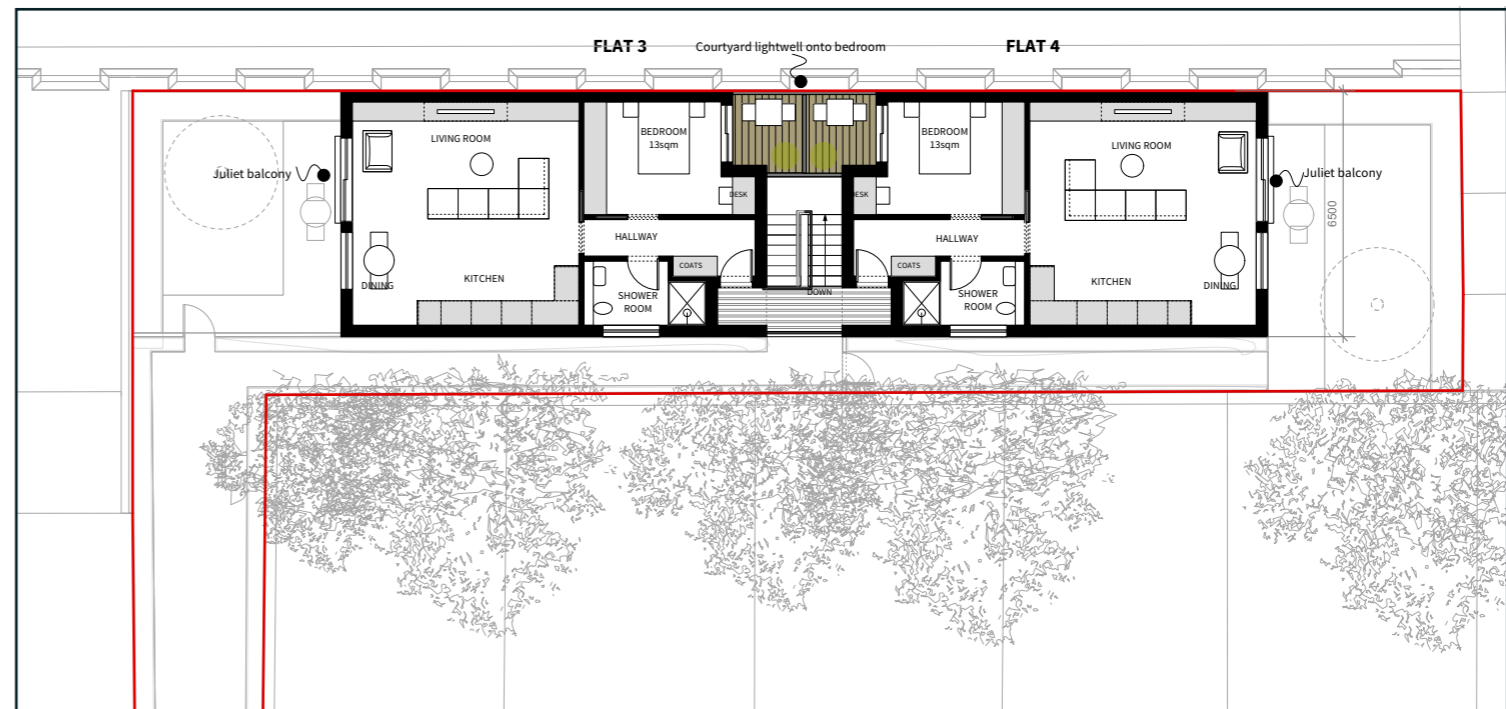 FLAT 3
Courtyard lightwell onto bedroom
FLAT 4
LIVING ROOM
BEDROOM
13sqm
BEDROOM
13sqm
LIVING ROOM
Juliet balcony
Juliet balcony
DESK
DESK
6500
HALLWAY
HALLWAY
COATS
COATS
KITCHEN
KITCHEN
DINING
DINING
SHOWER
ROOM
DOWN
SHOWER
ROOM